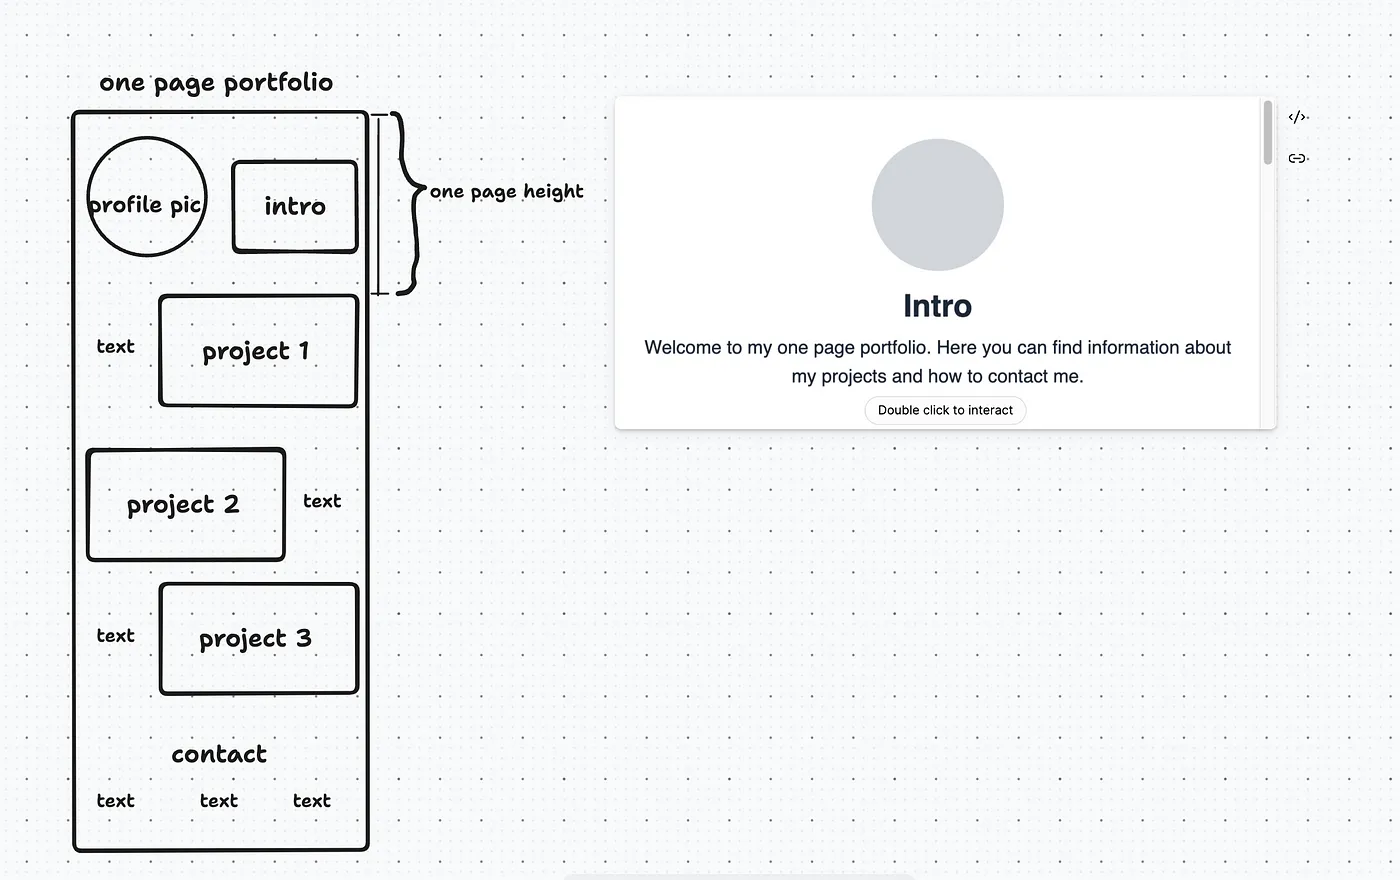 one page portfolio
profile pic
intro
one page height
text
project 1
project 2
text
text
project 3
contact
text
text
text
Intro
Welcome to my one page portfolio. Here you can find information about
my projects and how to contact me.
Double click to interact